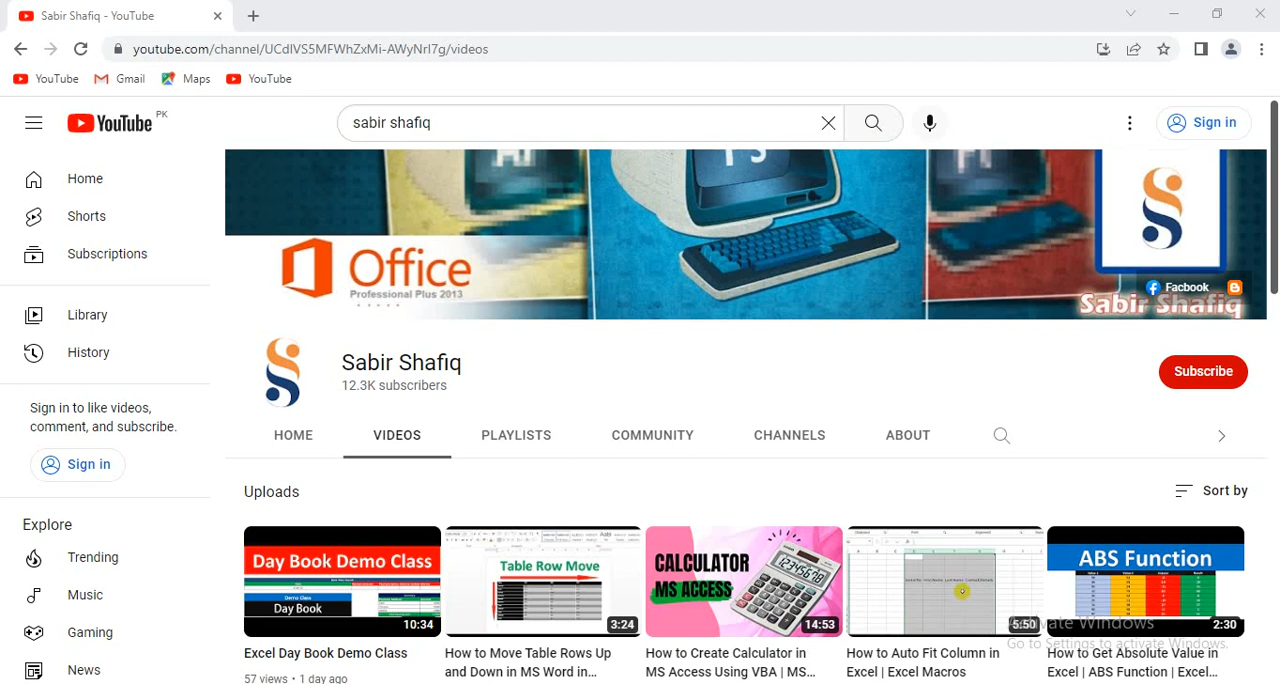 Sabir Shafiq - YouTube
youtube.com/channel/UCdIVS5MFWhZxMi-AWyNrI7g/videos
YouTube Gmail Maps YouTube
YouTube PK
sabir shafiq
Sign in
Home
Shorts
Subscriptions
Library
History
Sign in to like videos,
comment, and subscribe.
Sign in
Explore
Trending
Music
Gaming
News
PS
Office
Professional Plus 2013
Facbook
Sabir Shafiq
Sabir Shafiq
12.3K subscribers
Subscribe
HOME VIDEOS PLAYLISTS COMMUNITY CHANNELS ABOUT
Uploads
Sort by
Day Book Demo Class
Demo Class
Day Book
10:34
Excel Day Book Demo Class
57 views • 1 day ago
Table Row Move
3:24
How to Move Table Rows Up
and Down in MS Word in...
CALCULATOR
MS ACCESS
14:53
How to Create Calculator in
MS Access Using VBA | MS...
5:50
How to Auto Fit Column in
Excel | Excel Macros
ABS Function
2:30
How to Get Absolute Value in
Excel | ABS Function | Excel...
Activate Windows
Go to Settings to activate Windows.